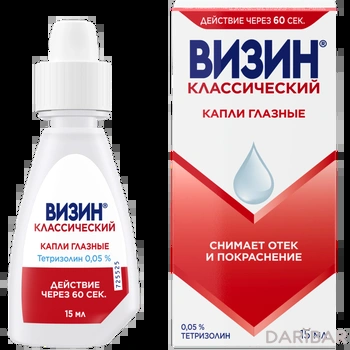 ВИЗИН®
КЛАССИЧЕСКИЙ
КАПЛИ ГЛАЗНЫЕ
Тетризолин 0,05 %
ДЕЙСТВИЕ
ЧЕРЕЗ 60 СЕК.
15 мл
725525
ДЕЙСТВИЕ ЧЕРЕЗ 60 СЕК.
ВИЗИН®
КЛАССИЧЕСКИЙ
КАПЛИ ГЛАЗНЫЕ
СНИМАЕТ ОТЕК
И ПОКРАСНЕНИЕ
0,05 %
ТЕТРИЗОЛИН
15 мл